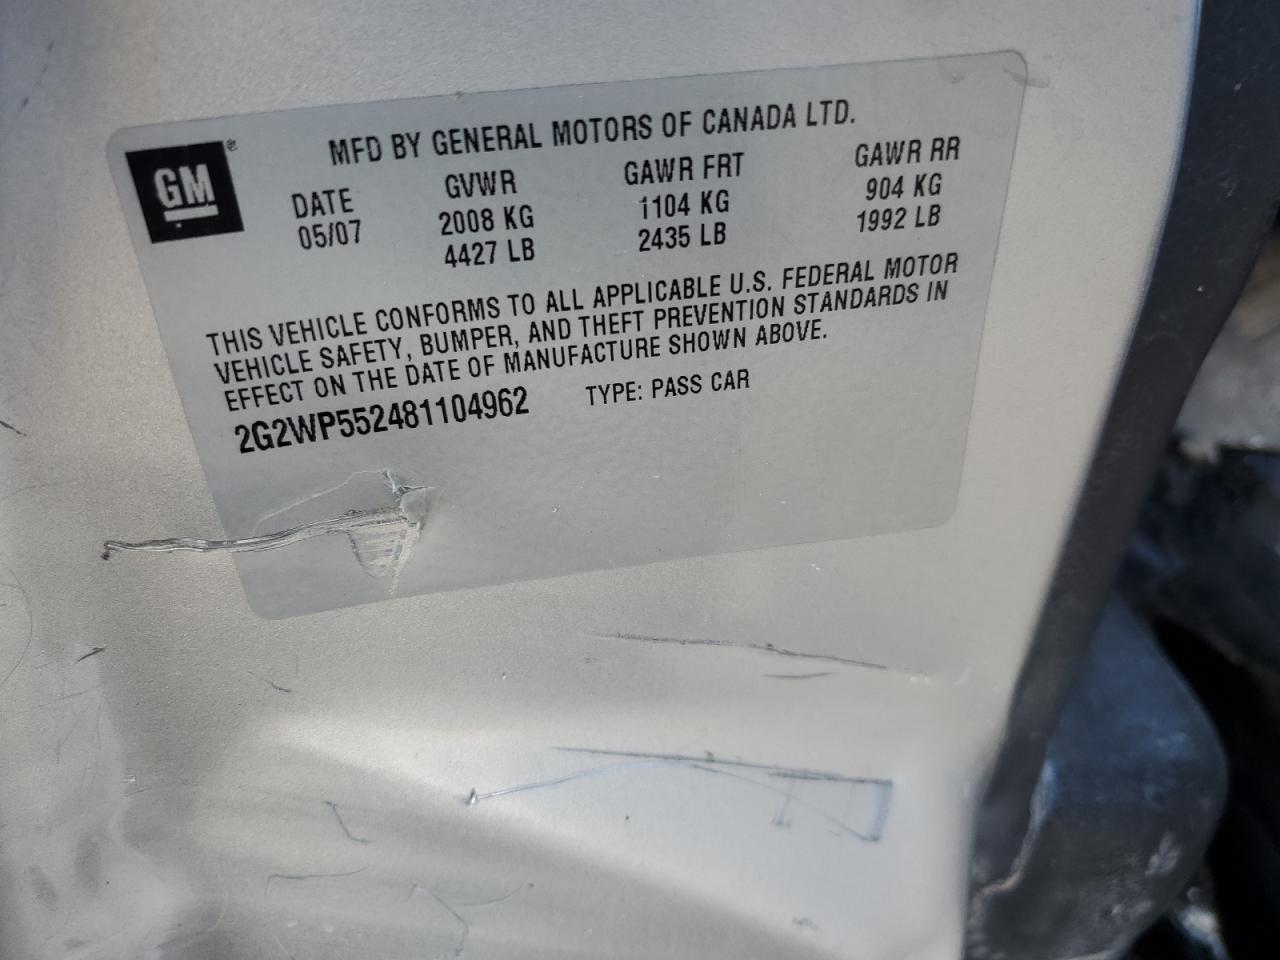 GM®
MFD BY GENERAL MOTORS OF CANADA LTD.
DATE GVWR GAWR FRT GAWR RR
05/07 2008 KG 1104 KG 904 KG
4427 LB 2435 LB 1992 LB
THIS VEHICLE CONFORMS TO ALL APPLICABLE U.S. FEDERAL MOTOR
VEHICLE SAFETY, BUMPER, AND THEFT PREVENTION STANDARDS IN
EFFECT ON THE DATE OF MANUFACTURE SHOWN ABOVE.
2G2WP552481104962 TYPE: PASS CAR